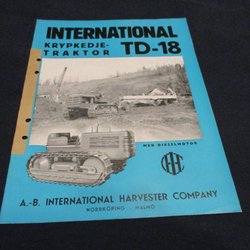 INTERNATIONAL
KRYPKEDJE-
TRAKTOR
TD-18
MED DIESELMOTOR
IHC
A.-B. INTERNATIONAL HARVESTER COMPANY
NORRKÖPING - MALMÖ